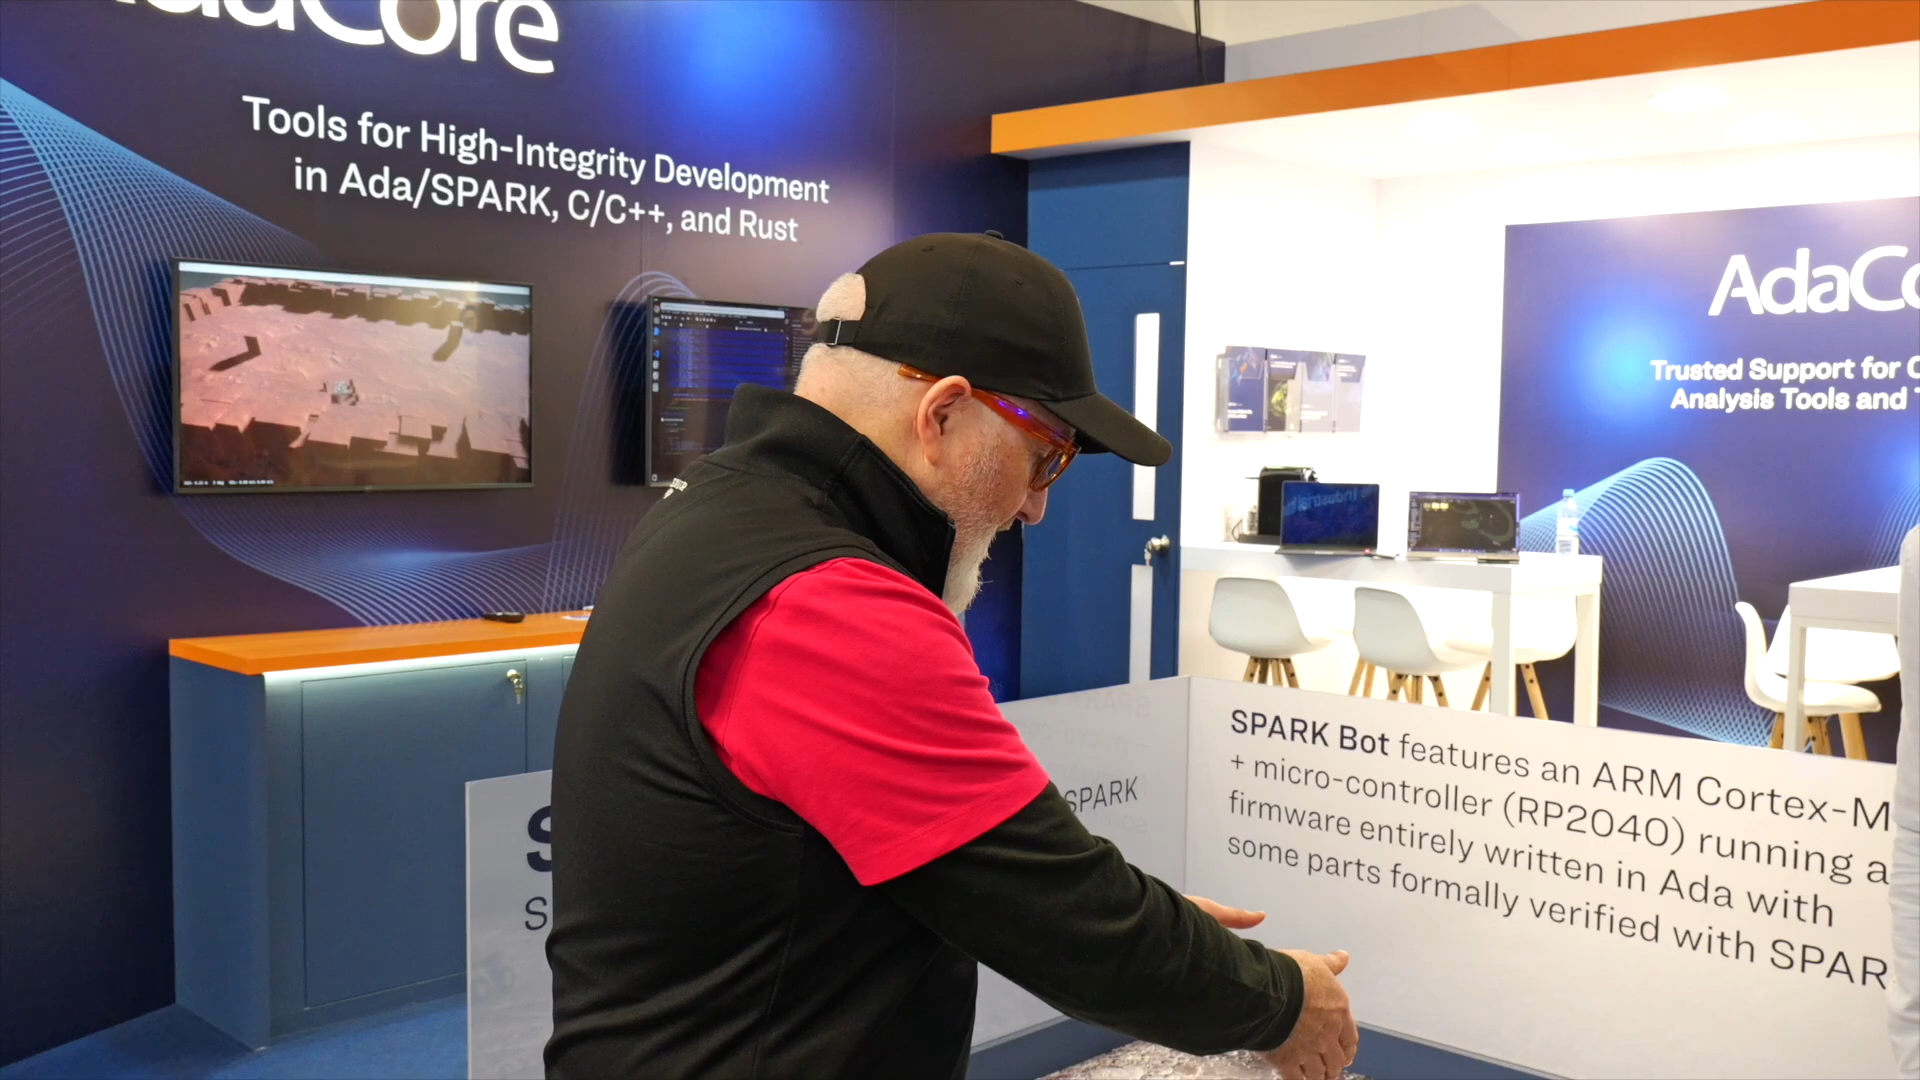 AdaCore
Tools for High-Integrity Development
in Ada/SPARK, C/C++, and Rust
AdaCo
Trusted Support for
Analysis Tools and
SPARK
SPARK Bot features an ARM Cortex-M
+ micro-controller (RP2040) running a
firmware entirely written in Ada with
some parts formally verified with SPAR